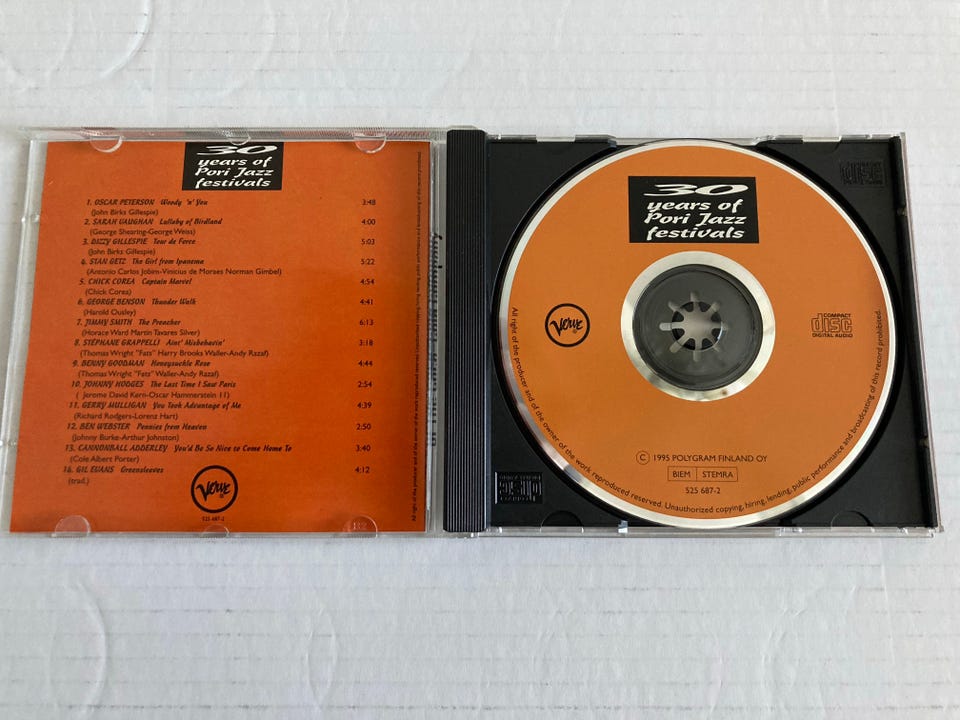 30
years of
Pori Jazz
festivals
1. OSCAR PETERSON Woody 'n' You 3:48
(John Birks Gillespie)
2. SARAH VAUGHAN Lullaby of Birdland 4:00
(George Shearing-George Weiss)
3. DIZZY GILLESPIE Tour de Force 5:03
(John Birks Gillespie)
4. STAN GETZ The Girl from Ipanema 5:22
(Antonio Carlos Jobim-Vinicius de Moraes Norman Gimbel)
5. CHICK COREA Captain Marvel 4:54
(Chick Corea)
6. GEORGE BENSON Thunder Walk 4:41
(Harold Ousley)
7. JIMMY SMITH The Preacher 6:13
(Horace Ward Martin Tavares Silver)
8. STÉPHANE GRAPPELLI Aint' Misbehavin' 3:18
(Thomas Wright "Fats" Harry Brooks Waller-Andy Razaf)
9. BENNY GOODMAN Honeysuckle Rose 4:44
(Thomas Wright "Fats" Waller-Andy Razaf)
10. JOHNNY HODGES The Last Time I Saw Paris 2:54
( Jerome David Kern-Oscar Hammerstein 11)
11. GERRY MULLIGAN You Took Advantage of Me 4:39
(Richard Rodgers-Lorenz Hart)
12. BEN WEBSTER Pennies from Heaven 2:50
(Johnny Burke-Arthur Johnston)
13. CANNONBALL ADDERLEY You'd Be So Nice to Come Home To 3:40
(Cole Albert Porter)
14. GIL EVANS Greensleeves 4:12
(trad.)
Verve
525 687-2
112
30
years of
Pori Jazz
festivals
Verve
COMPACT
disc
DIGITAL AUDIO
© 1995 POLYGRAM FINLAND OY
BIEM STEMRA
525 687-2
All right of the producer and of the owner of the work reproduced reserved. Unauthorized copying, hiring, lending, public performance and broadcasting of this record prohibited.
disc
disc